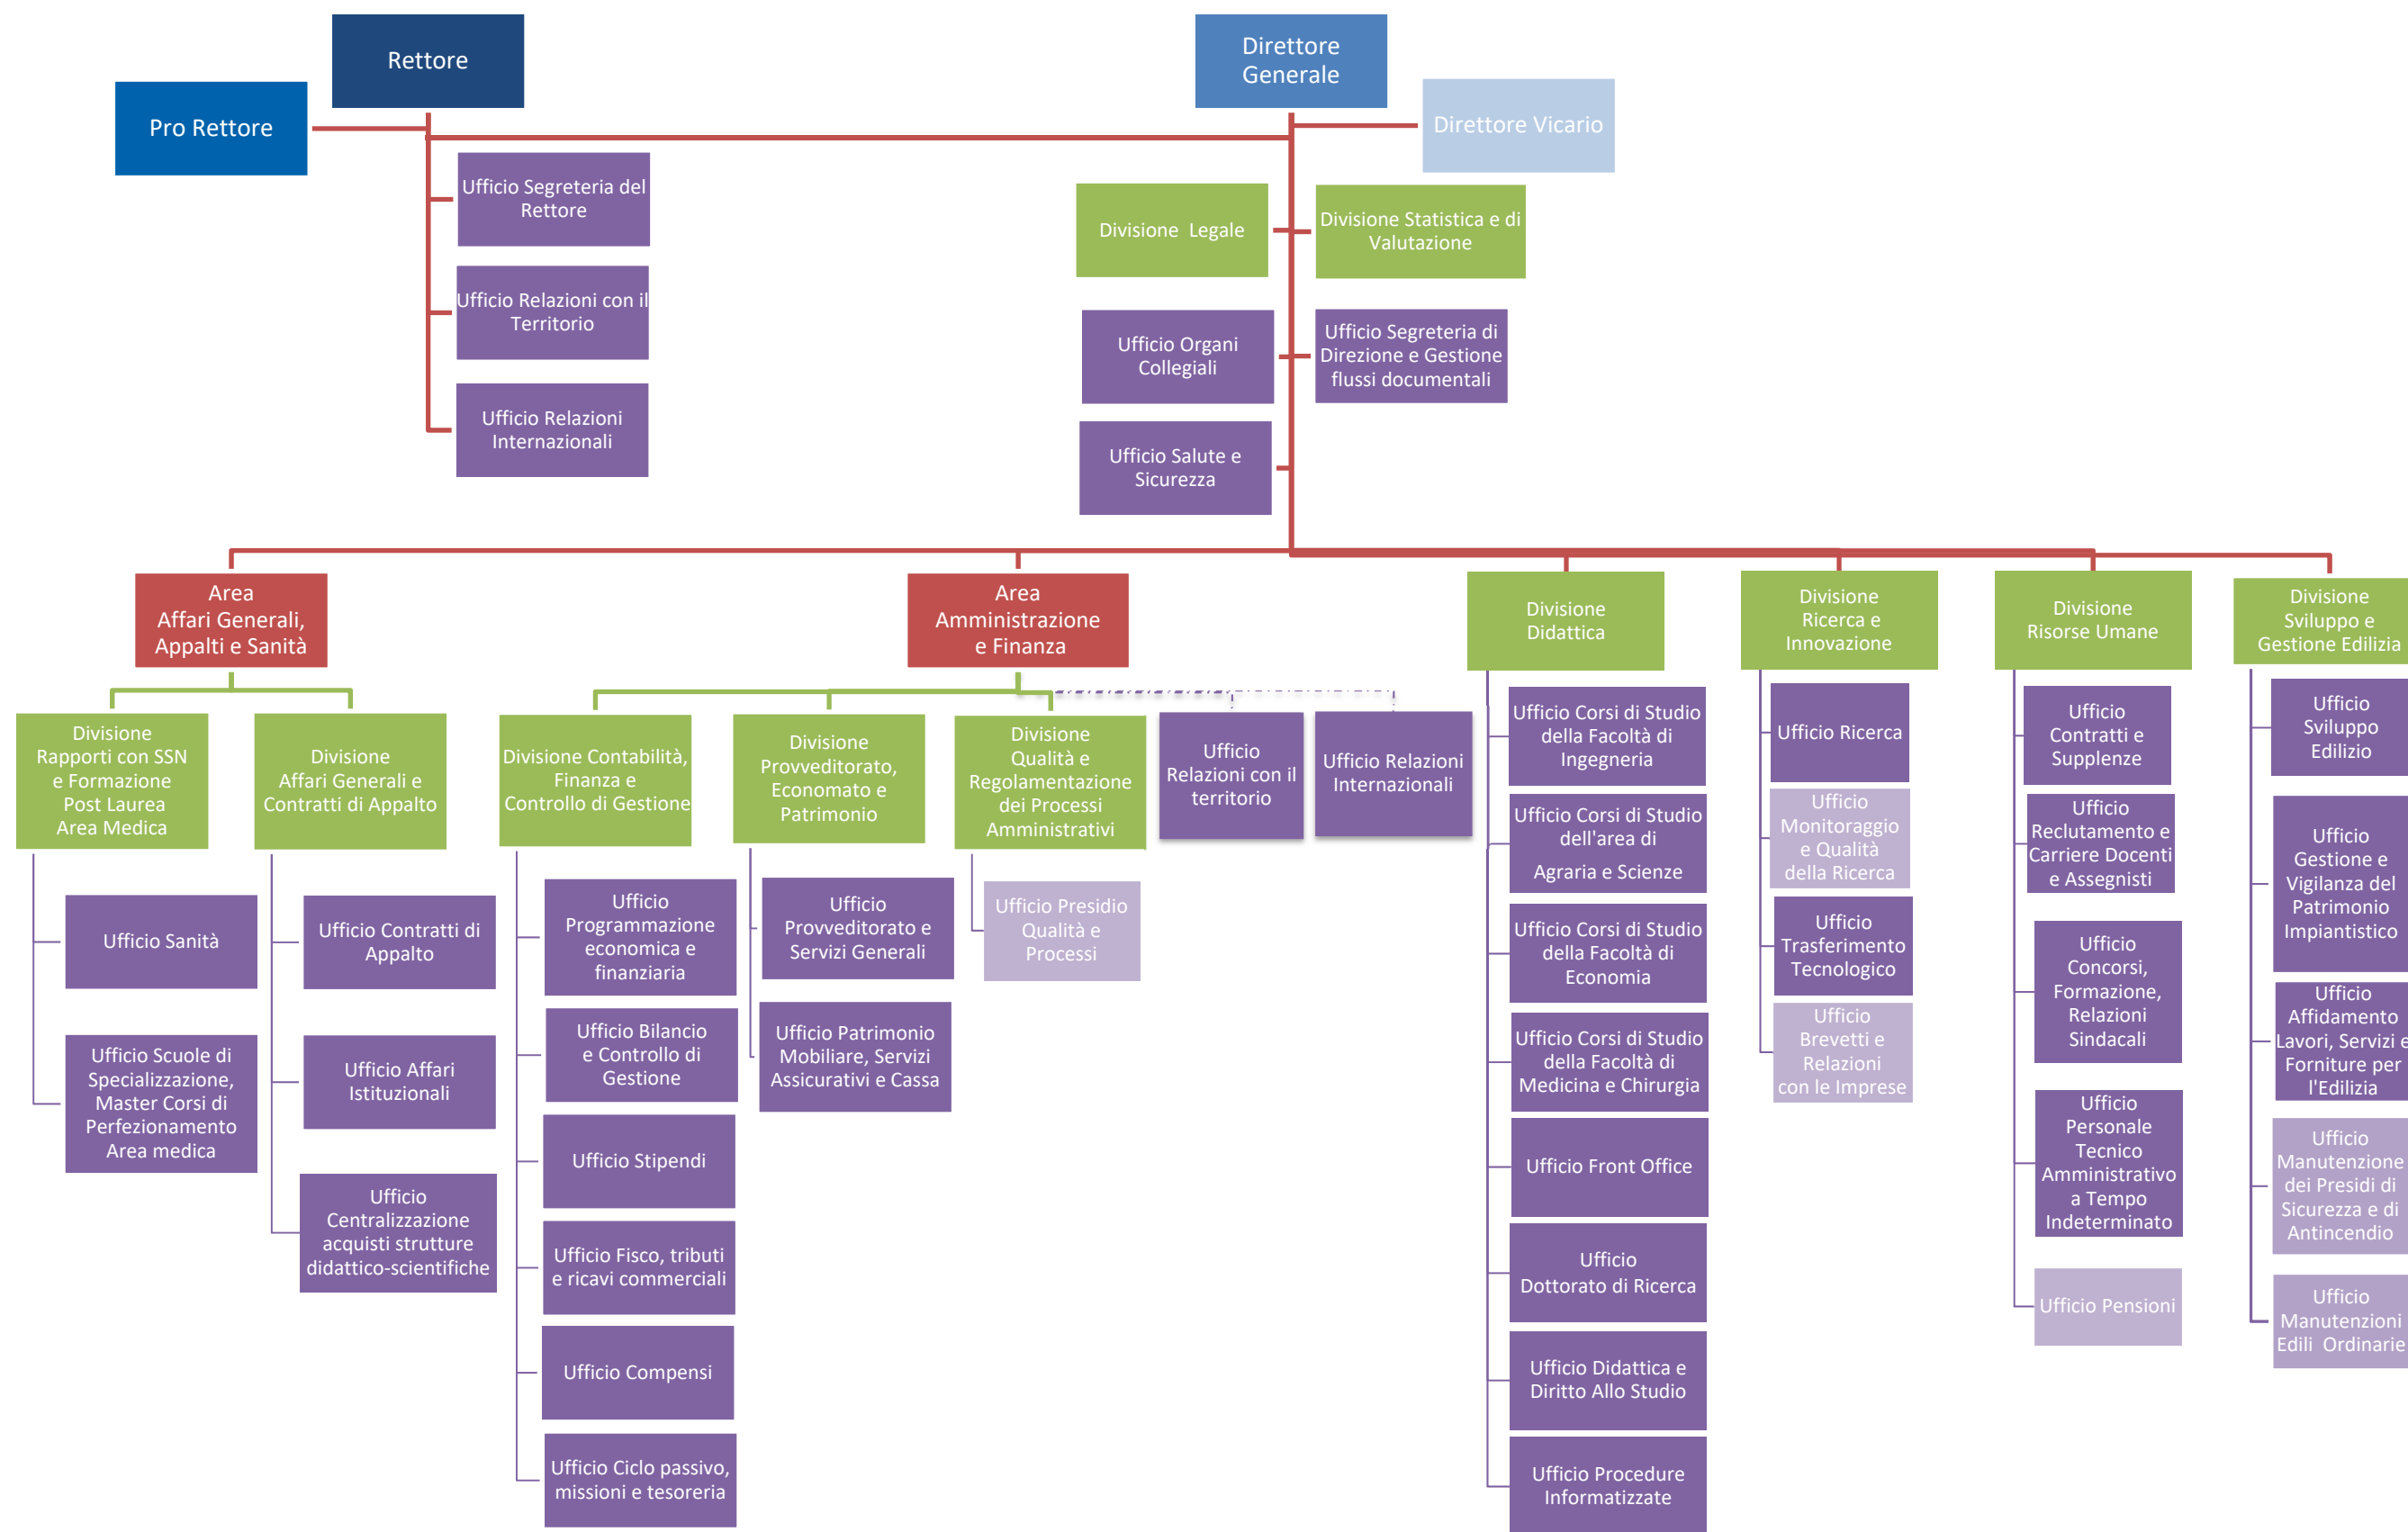 Rettore
Direttore
Generale
Pro Rettore
Direttore Vicario
Ufficio Segreteria del
Rettore
Ufficio Relazioni con il
Territorio
Ufficio Relazioni
Internazionali
Divisione Legale
Divisione Statistica e di
Valutazione
Ufficio Organi
Collegiali
Ufficio Segreteria di
Direzione e Gestione
flussi documentali
Ufficio Salute e
Sicurezza
Area
Affari Generali,
Appalti e Sanità
Area
Amministrazione
e Finanza
Divisione
Didattica
Divisione
Ricerca e
Innovazione
Divisione
Risorse Umane
Divisione
Sviluppo e
Gestione Edilizia
Divisione
Rapporti con SSN
e Formazione
Post Laurea
Area Medica
Divisione
Affari Generali e
Contratti di Appalto
Divisione Contabilità,
Finanza e
Controllo di Gestione
Divisione
Provveditorato,
Economato e
Patrimonio
Divisione
Qualità e
Regolamentazione
dei Processi
Amministrativi
Ufficio
Relazioni con il
territorio
Ufficio Relazioni
Internazionali
Ufficio Sanità
Ufficio Scuole di
Specializzazione,
Master Corsi di
Perfezionamento
Area medica
Ufficio Contratti di
Appalto
Ufficio Affari
Istituzionali
Ufficio
Centralizzazione
acquisti strutture
didattico-scientifiche
Ufficio
Programmazione
economica e
finanziaria
Ufficio Bilancio
e Controllo di
Gestione
Ufficio Stipendi
Ufficio Fisco, tributi
e ricavi commerciali
Ufficio Compensi
Ufficio Ciclo passivo,
missioni e tesoreria
Ufficio
Provveditorato e
Servizi Generali
Ufficio Patrimonio
Mobiliare, Servizi
Assicurativi e Cassa
Ufficio Presidio
Qualità e
Processi
Ufficio Corsi di Studio
della Facoltà di
Ingegneria
Ufficio Corsi di Studio
dell'area di
Agraria e Scienze
Ufficio Corsi di Studio
della Facoltà di
Economia
Ufficio Corsi di Studio
della Facoltà di
Medicina e Chirurgia
Ufficio Front Office
Ufficio
Dottorato di Ricerca
Ufficio Didattica e
Diritto Allo Studio
Ufficio Procedure
Informatizzate
Ufficio Ricerca
Ufficio
Monitoraggio
e Qualità
della Ricerca
Ufficio
Trasferimento
Tecnologico
Ufficio
Brevetti e
Relazioni
con le Imprese
Ufficio
Contratti e
Supplenze
Ufficio
Reclutamento e
Carriere Docenti
e Assegnisti
Ufficio
Concorsi,
Formazione,
Relazioni
Sindacali
Ufficio
Personale
Tecnico
Amministrativo
a Tempo
Indeterminato
Ufficio Pensioni
Ufficio
Sviluppo
Edilizio
Ufficio
Gestione e
Vigilanza del
Patrimonio
Impiantistico
Ufficio
Affidamento
Lavori, Servizi e
Forniture per
l'Edilizia
Ufficio
Manutenzione
dei Presidi di
Sicurezza e di
Antincendio
Ufficio
Manutenzioni
Edili Ordinarie